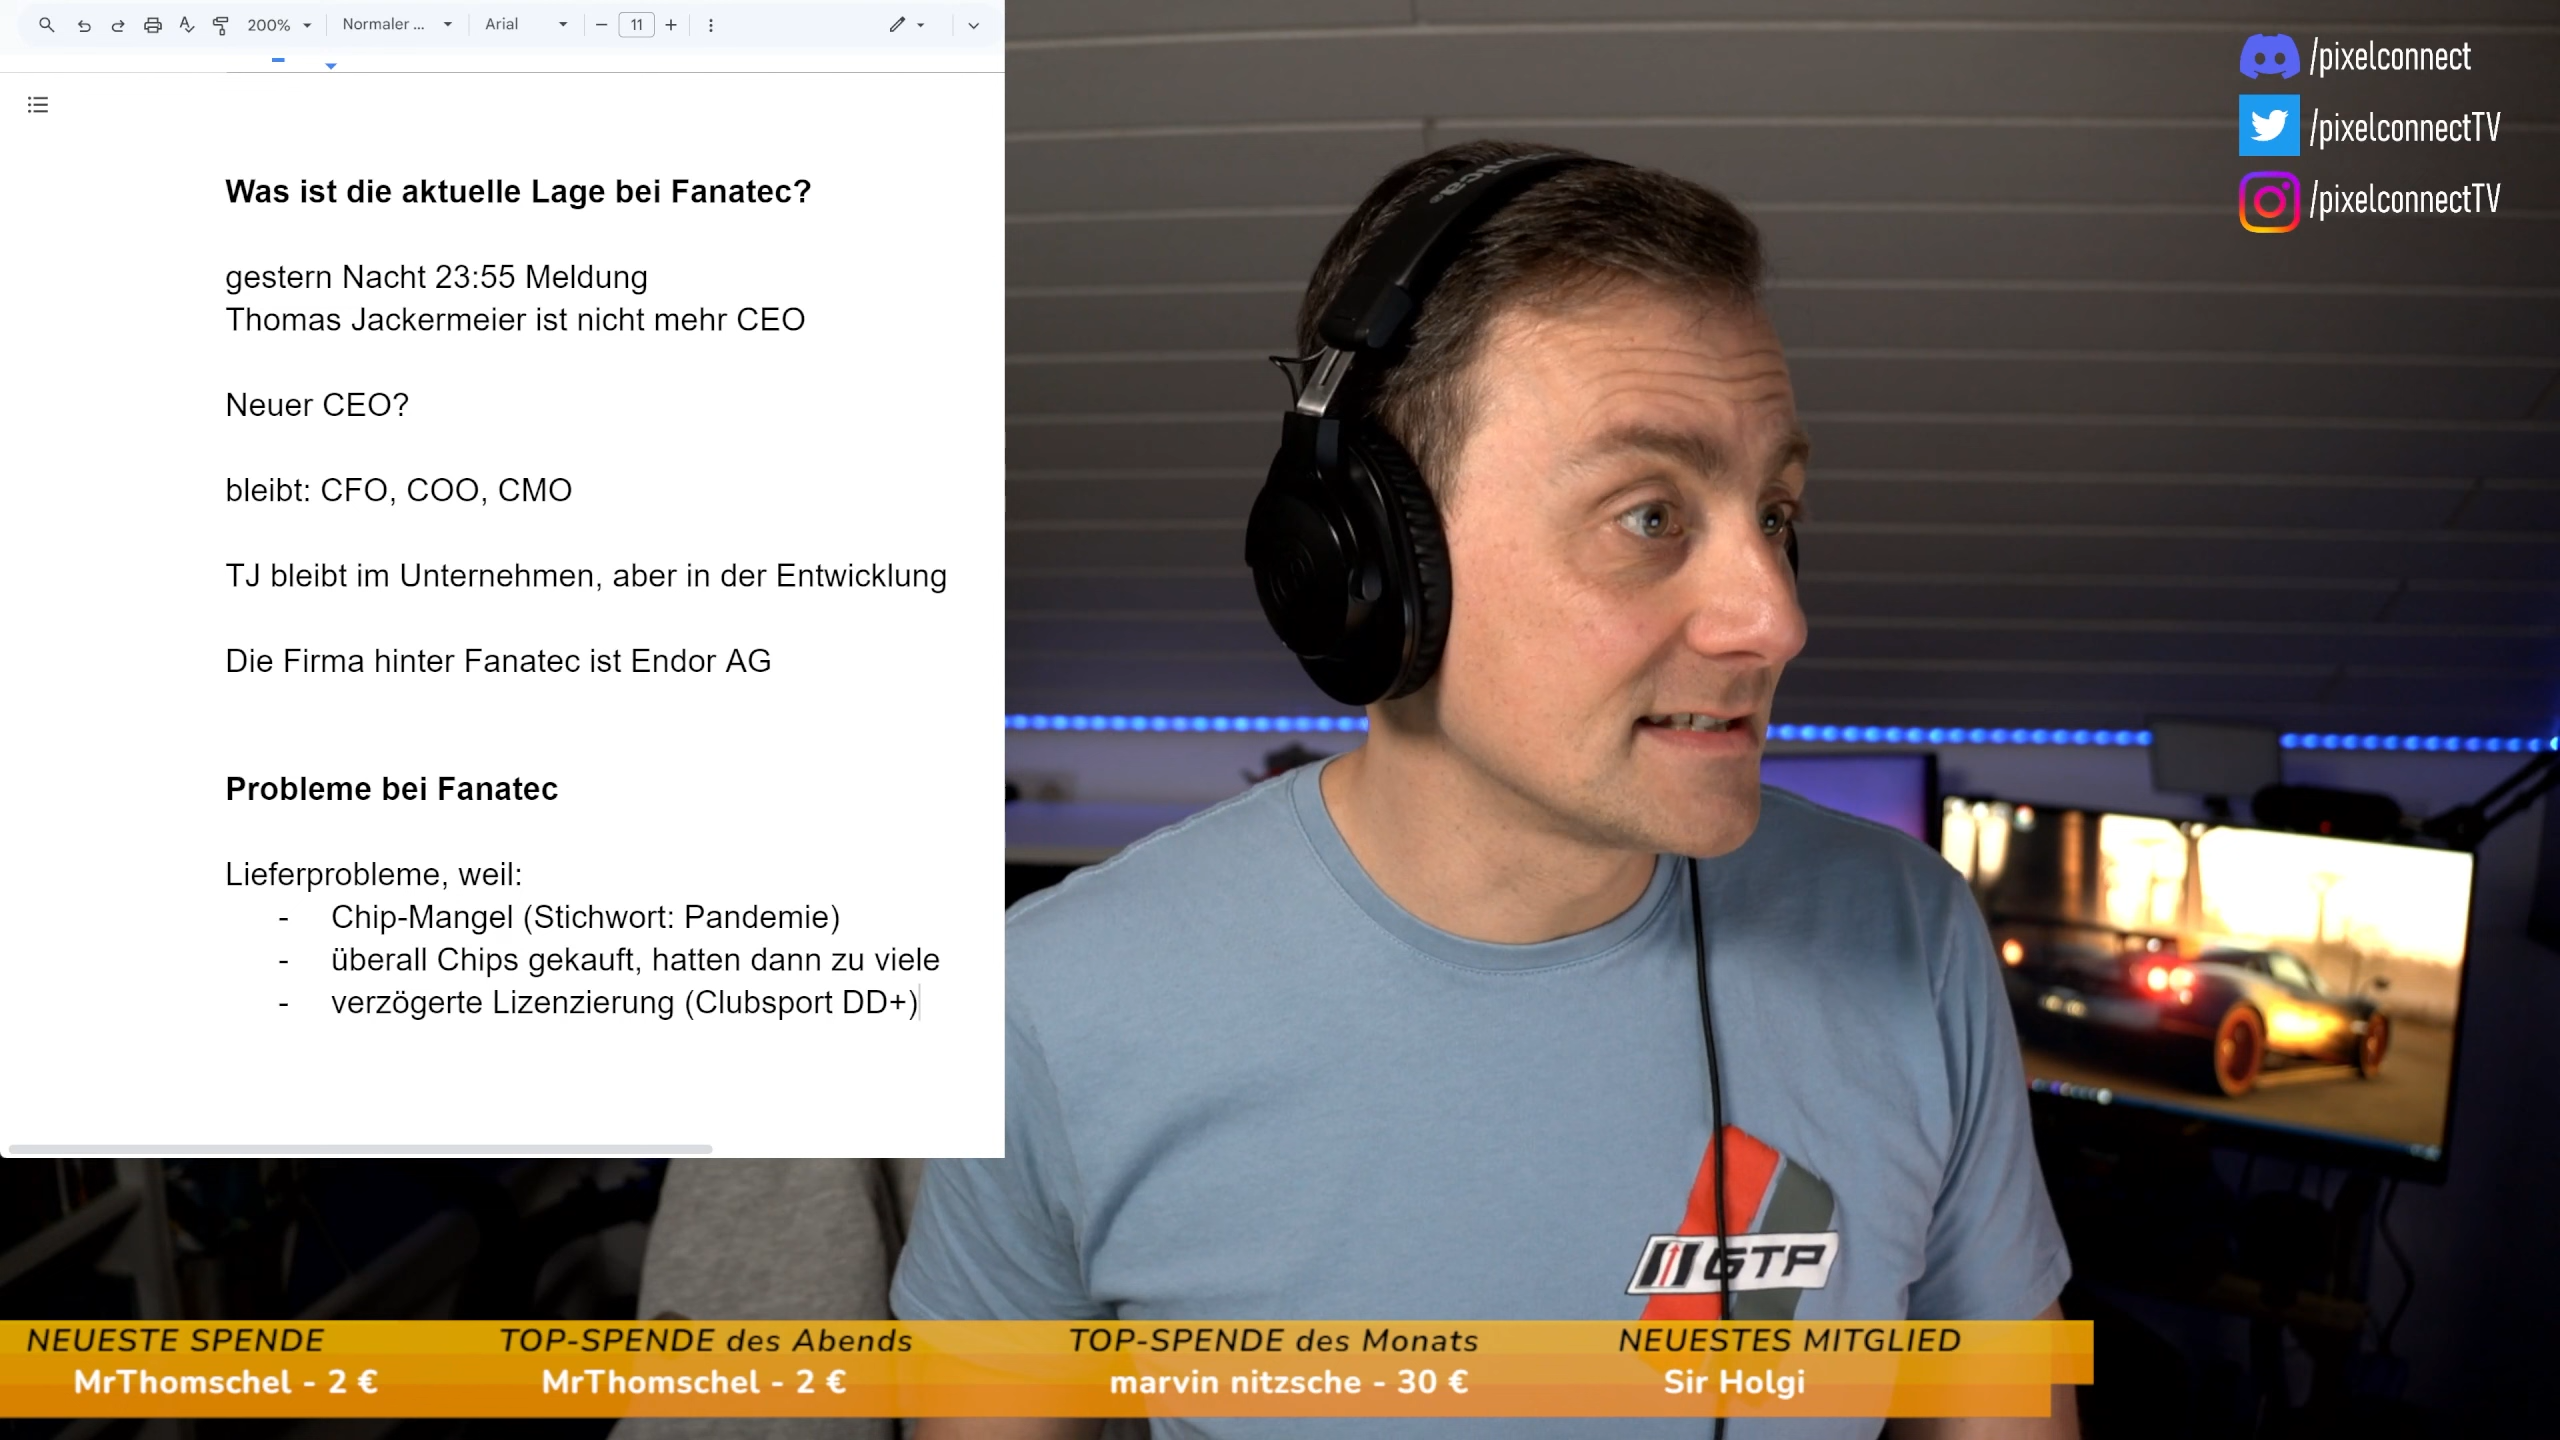 200%
Normaler ...
Arial
11
Was ist die aktuelle Lage bei Fanatec?
gestern Nacht 23:55 Meldung
Thomas Jackermeier ist nicht mehr CEO
Neuer CEO?
bleibt: CFO, COO, CMO
TJ bleibt im Unternehmen, aber in der Entwicklung
Die Firma hinter Fanatec ist Endor AG
Probleme bei Fanatec
Lieferprobleme, weil:
- Chip-Mangel (Stichwort: Pandemie)
- überall Chips gekauft, hatten dann zu viele
- verzögerte Lizenzierung (Clubsport DD+)
/pixelconnect
/pixelconnectTV
/pixelconnectTV
GTP
NEUESTE SPENDE
MrThomschel - 2 €
TOP-SPENDE des Abends
MrThomschel - 2 €
TOP-SPENDE des Monats
marvin nitzsche - 30 €
NEUESTES MITGLIED
Sir Holgi